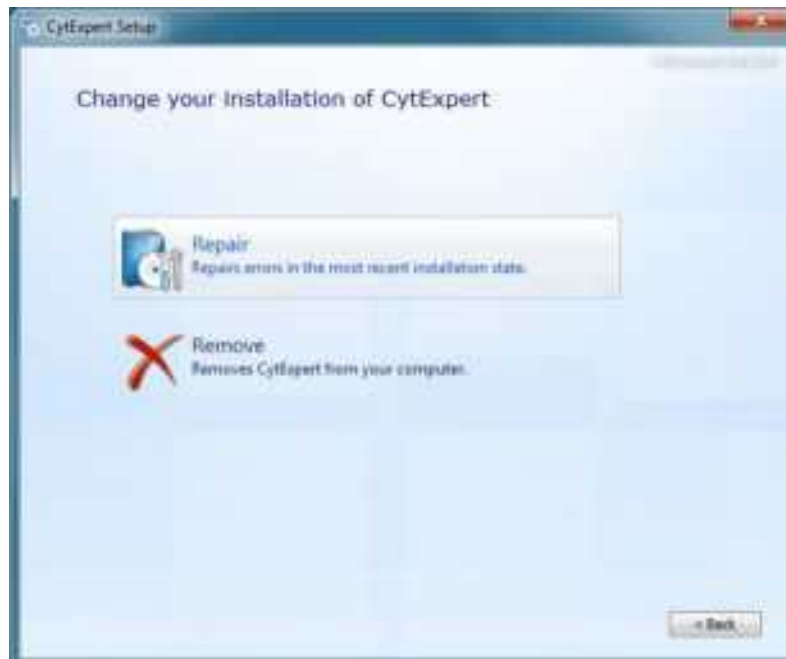 CytExpert Setup
Change your installation of CytExpert
Repair
Repairs errors in the most recent installation state.
Remove
Removes CytExpert from your computer.
< Back